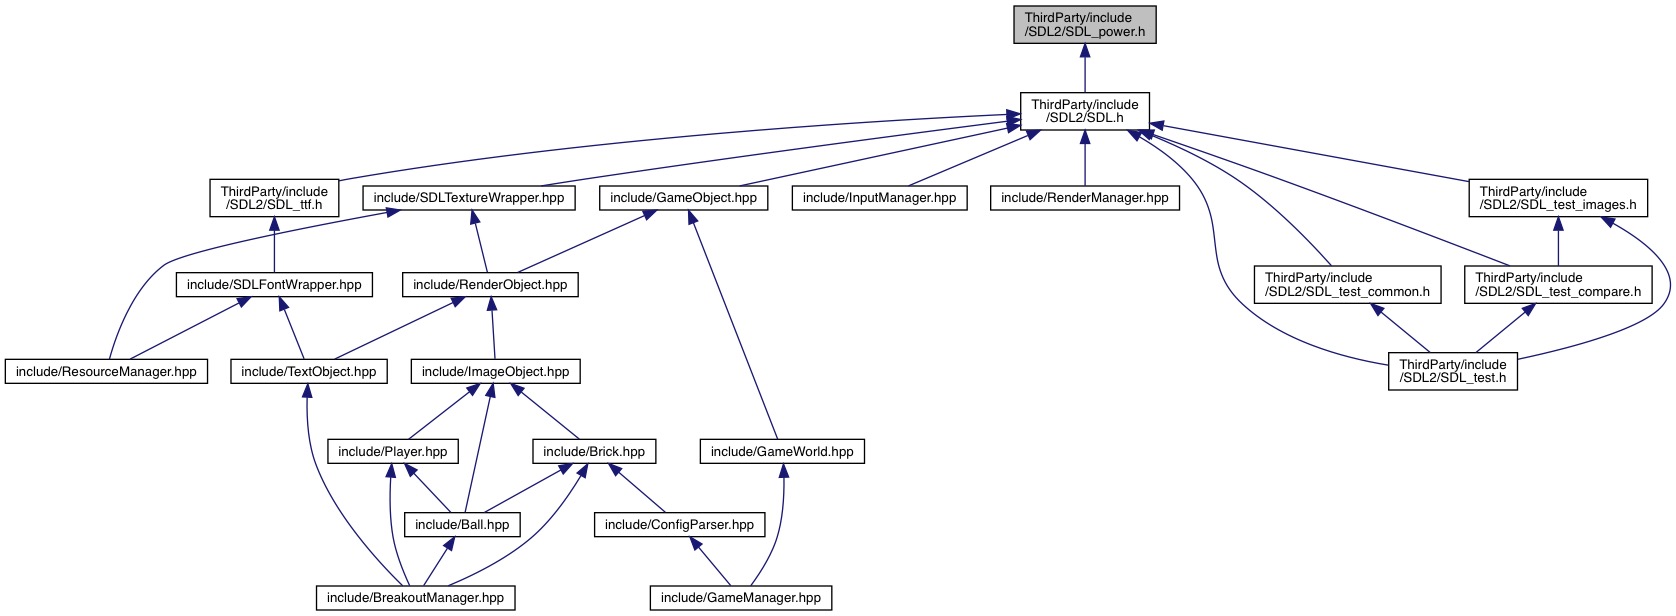 ThirdParty/include
/SDL2/SDL_power.h
ThirdParty/include
/SDL2/SDL.h
ThirdParty/include
/SDL2/SDL_ttf.h
include/SDLTextureWrapper.hpp
include/GameObject.hpp
include/InputManager.hpp
include/RenderManager.hpp
ThirdParty/include
/SDL2/SDL_test_images.h
include/SDLFontWrapper.hpp
include/RenderObject.hpp
ThirdParty/include
/SDL2/SDL_test_common.h
ThirdParty/include
/SDL2/SDL_test_compare.h
include/ResourceManager.hpp
include/TextObject.hpp
include/ImageObject.hpp
ThirdParty/include
/SDL2/SDL_test.h
include/Player.hpp
include/Brick.hpp
include/GameWorld.hpp
include/Ball.hpp
include/ConfigParser.hpp
include/BreakoutManager.hpp
include/GameManager.hpp